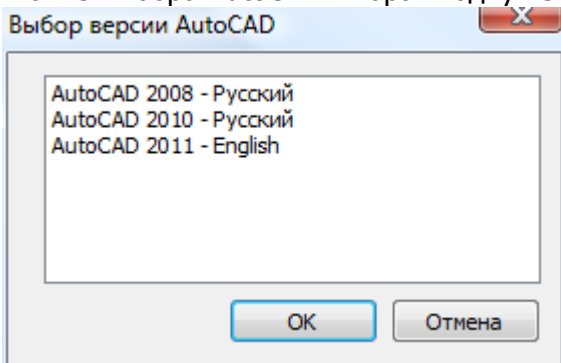 Выбор версии AutoCAD
AutoCAD 2008 - Русский
AutoCAD 2010 - Русский
AutoCAD 2011 - English
OK
Отмена